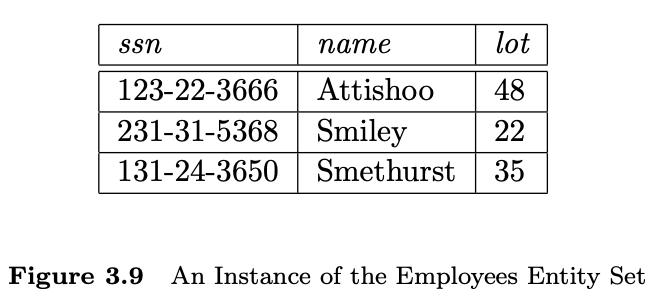 ssn name lot
123-22-3666 Attishoo 48
231-31-5368 Smiley 22
131-24-3650 Smethurst 35
Figure 3.9 An Instance of the Employees Entity Set